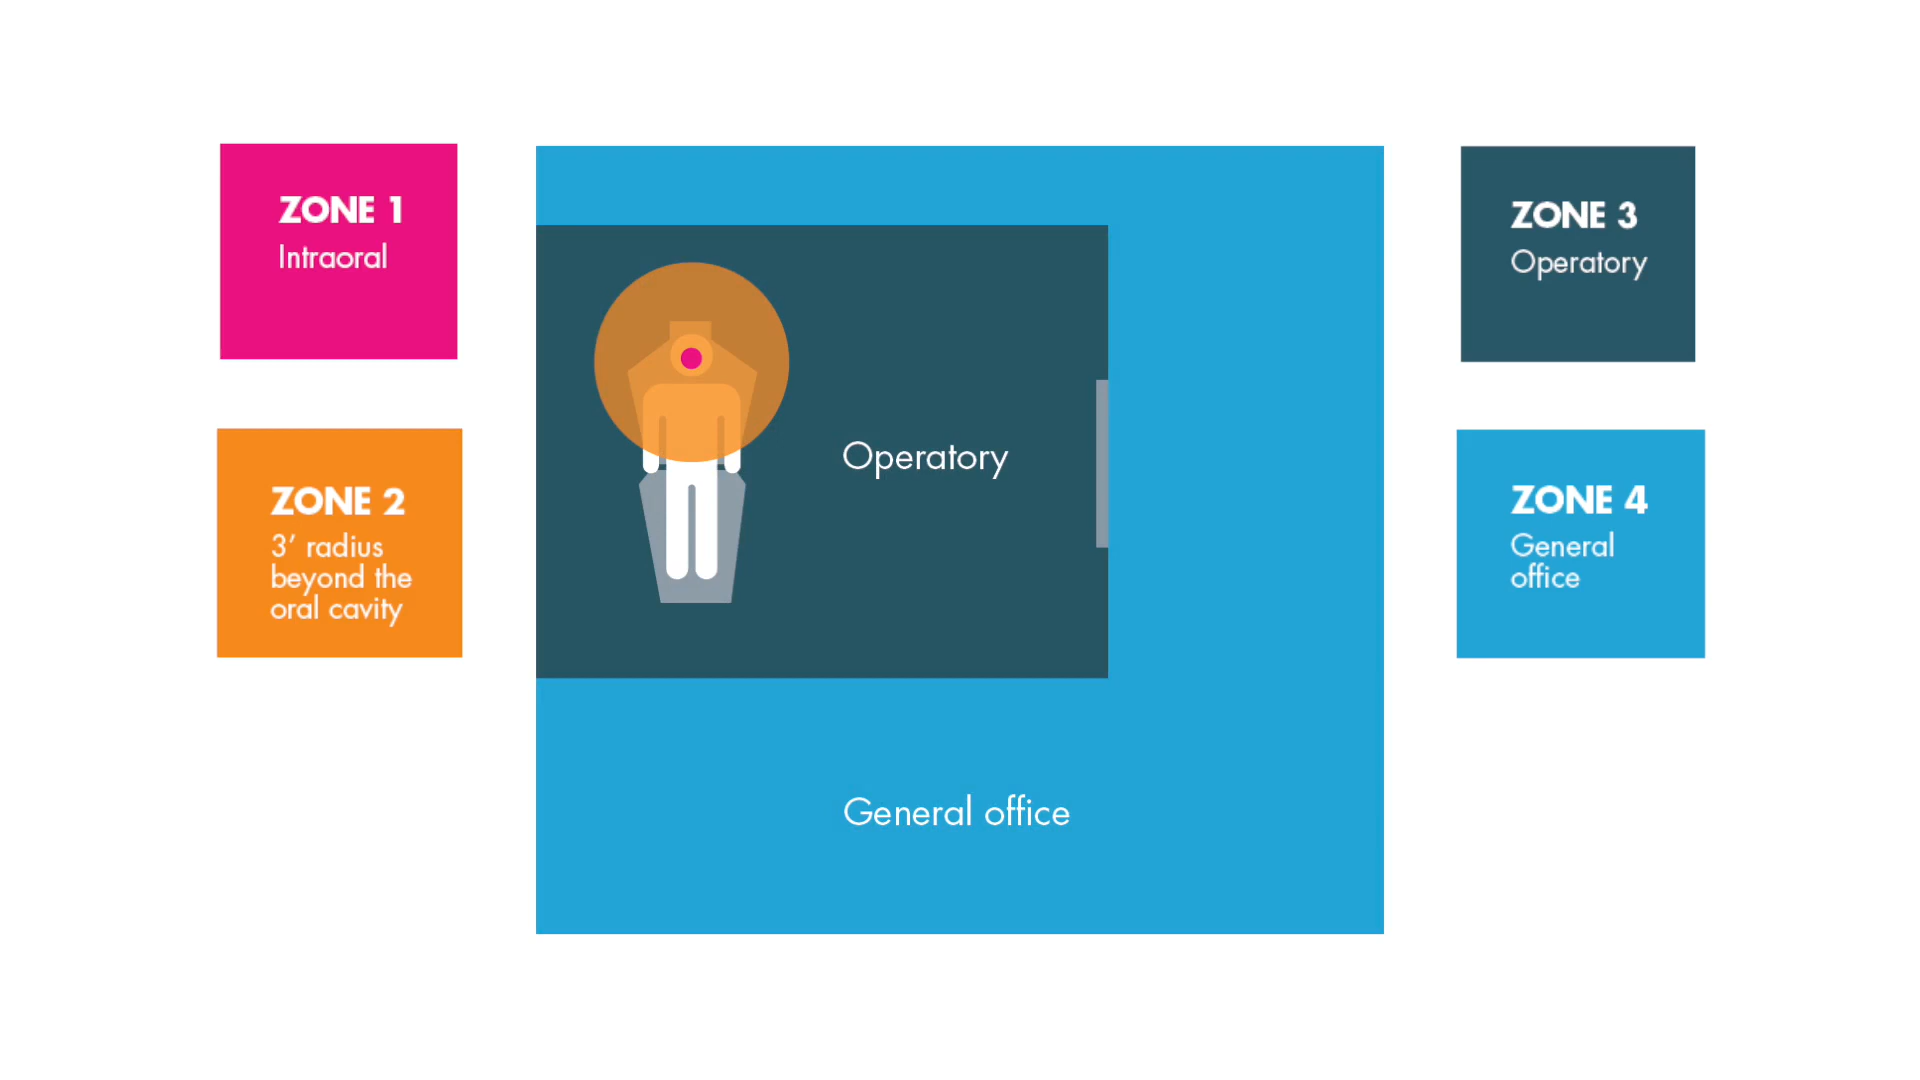 ZONE 1
Intraoral
ZONE 2
3’ radius
beyond the
oral cavity
Operatory
General office
ZONE 3
Operatory
ZONE 4
General
office